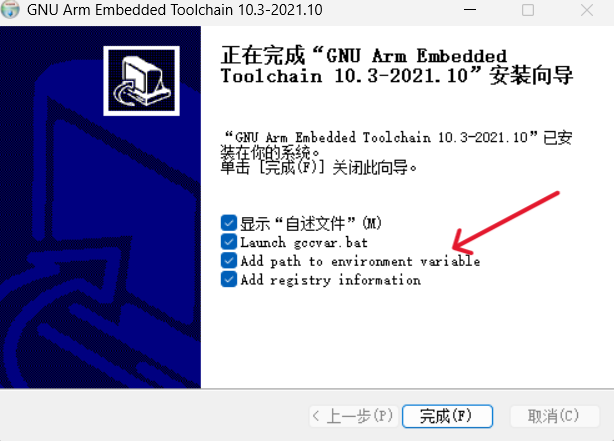 GNU Arm Embedded Toolchain 10.3-2021.10
正在完成“GNU Arm Embedded
Toolchain 10.3-2021.10”安装向导
“GNU Arm Embedded Toolchain 10.3-2021.10”已安
装在你的系统。
单击 [完成(F)] 关闭此向导。
显示“自述文件”(M)
Launch gccvar.bat
Add path to environment variable
Add registry information
< 上一步(P)
完成(F)
取消(C)